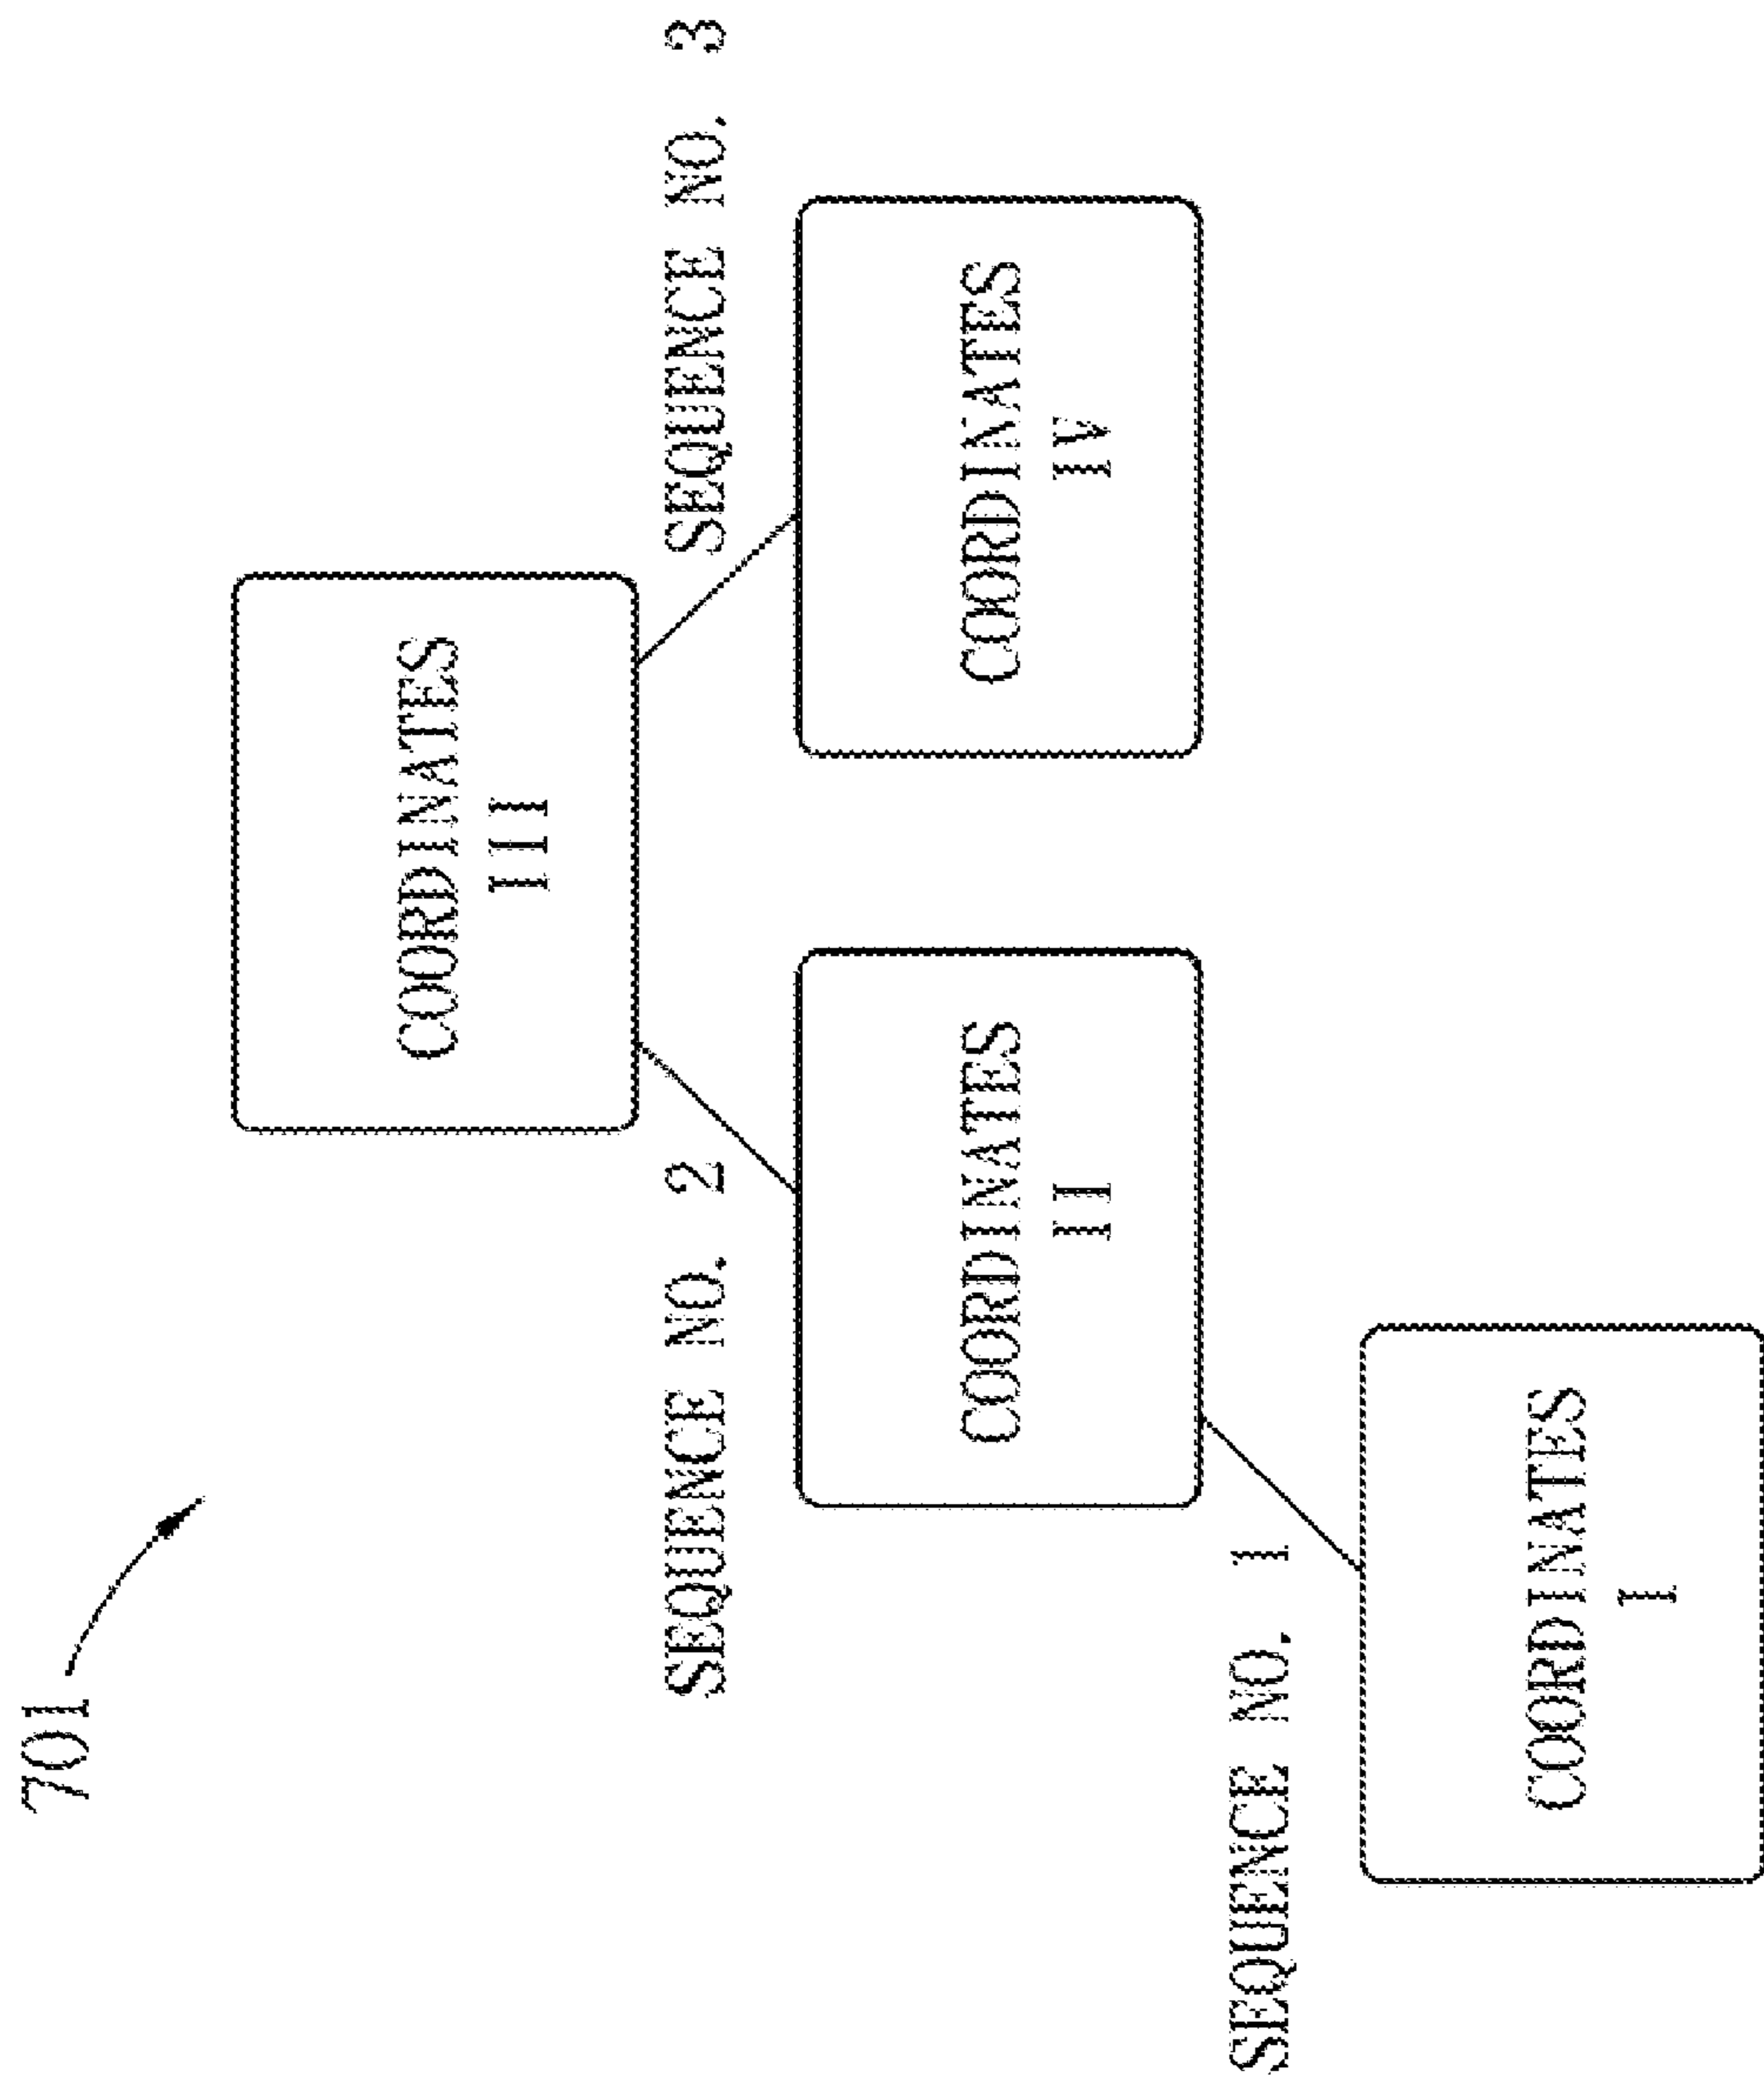 701
COORDINATES
III
SEQUENCE NO. 2
SEQUENCE NO. 3
COORDINATES
II
COORDINATES
IV
SEQUENCE NO. 1
COORDINATES
I